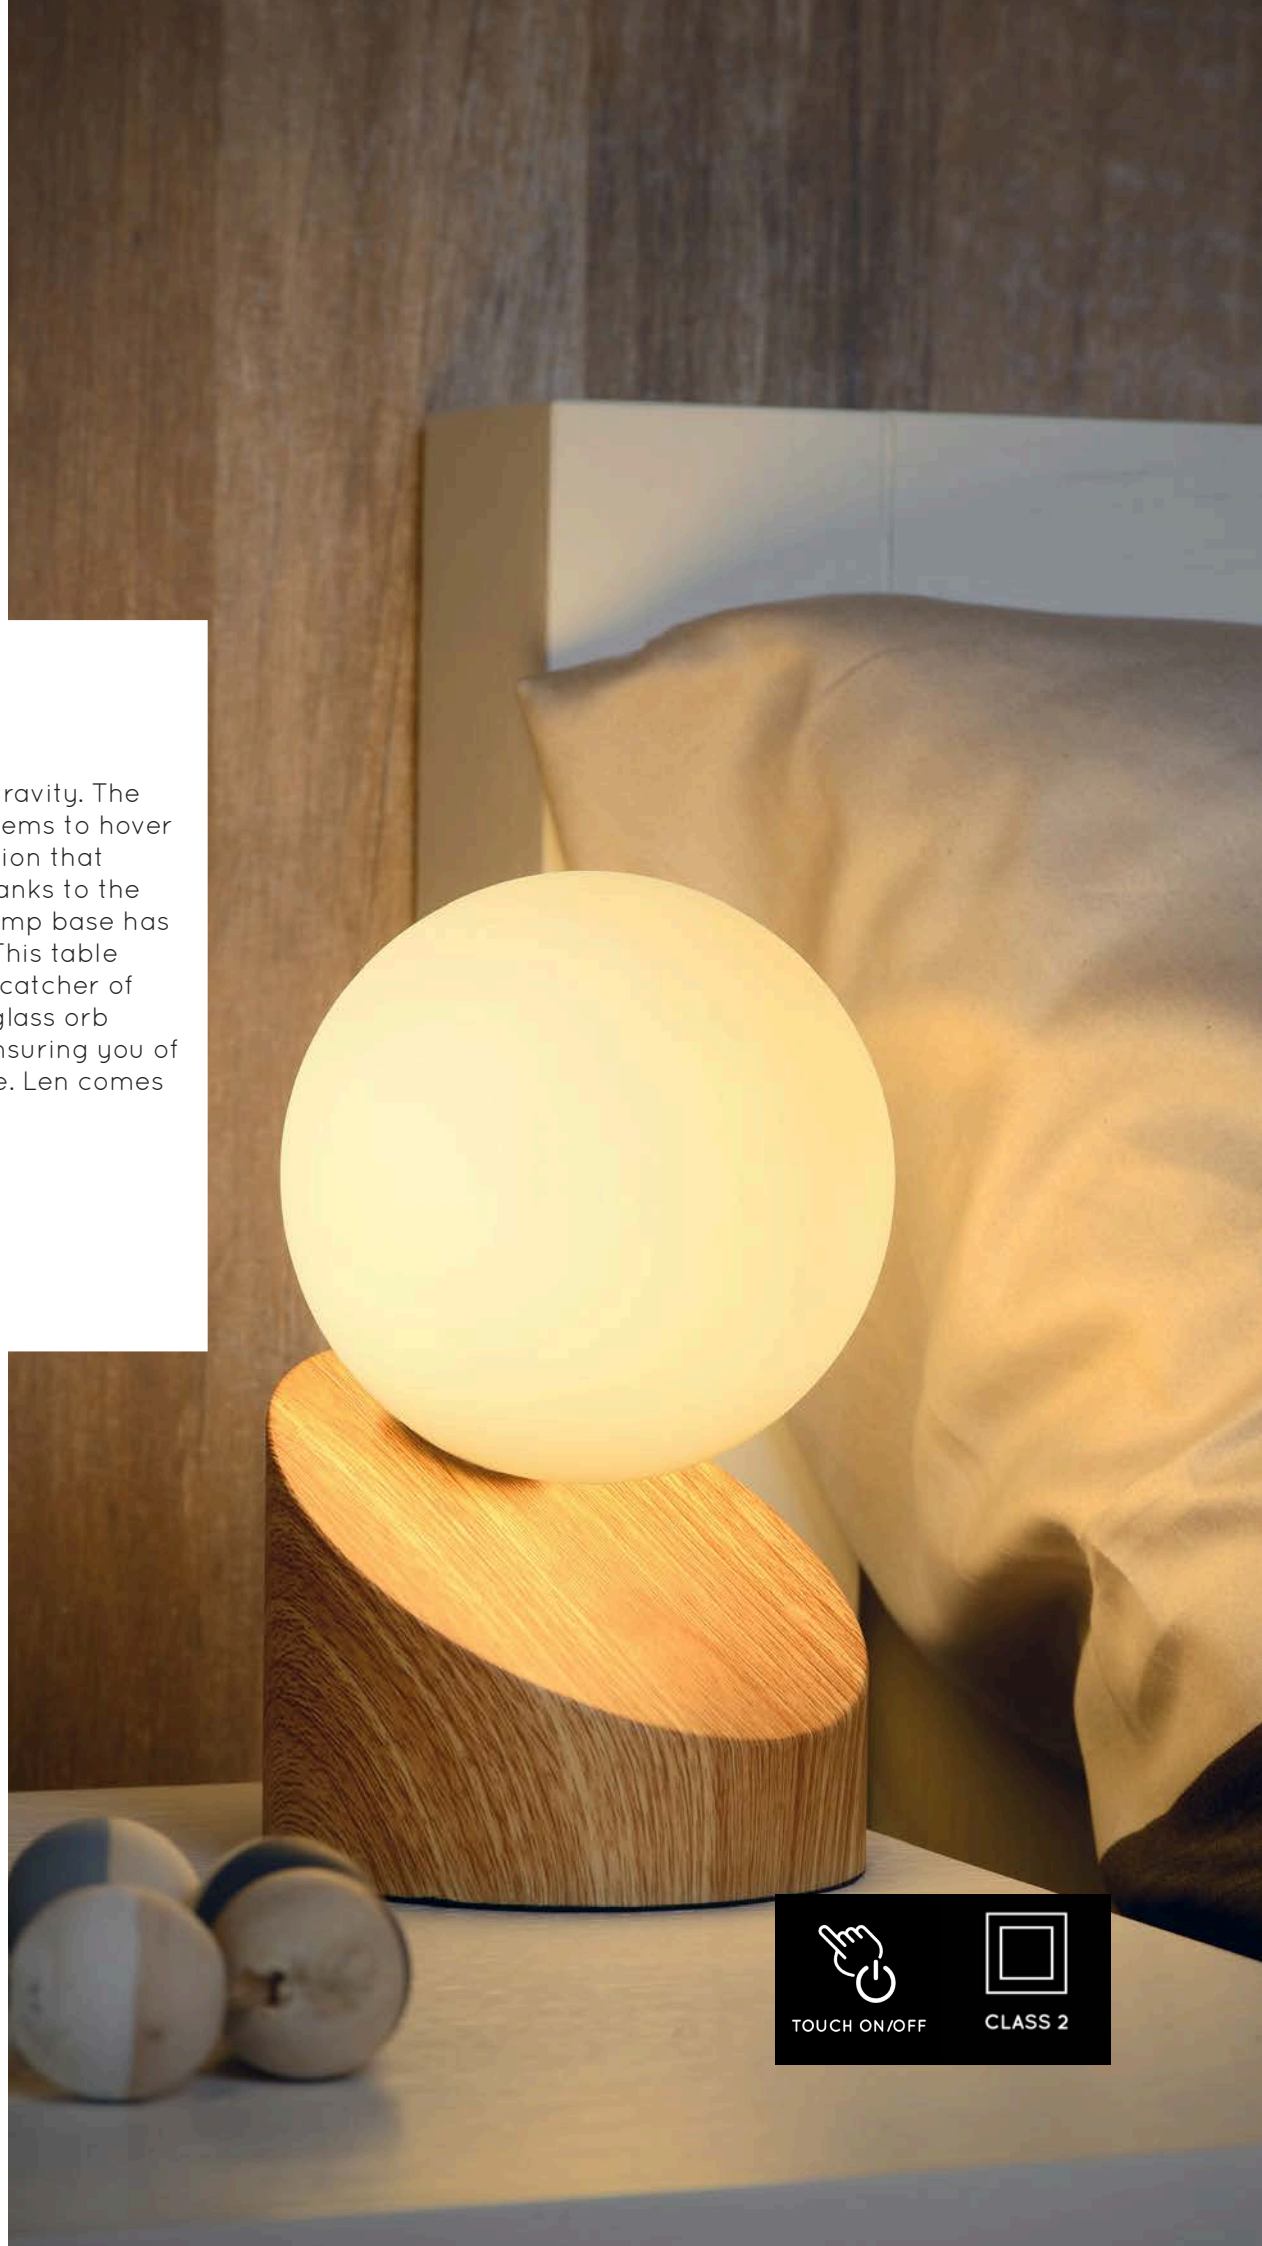 ravity. The
ems to hover
ion that
anks to the
mp base has
This table
catcher of
glass orb
nsuring you of
e. Len comes
TOUCH ON/OFF
CLASS 2